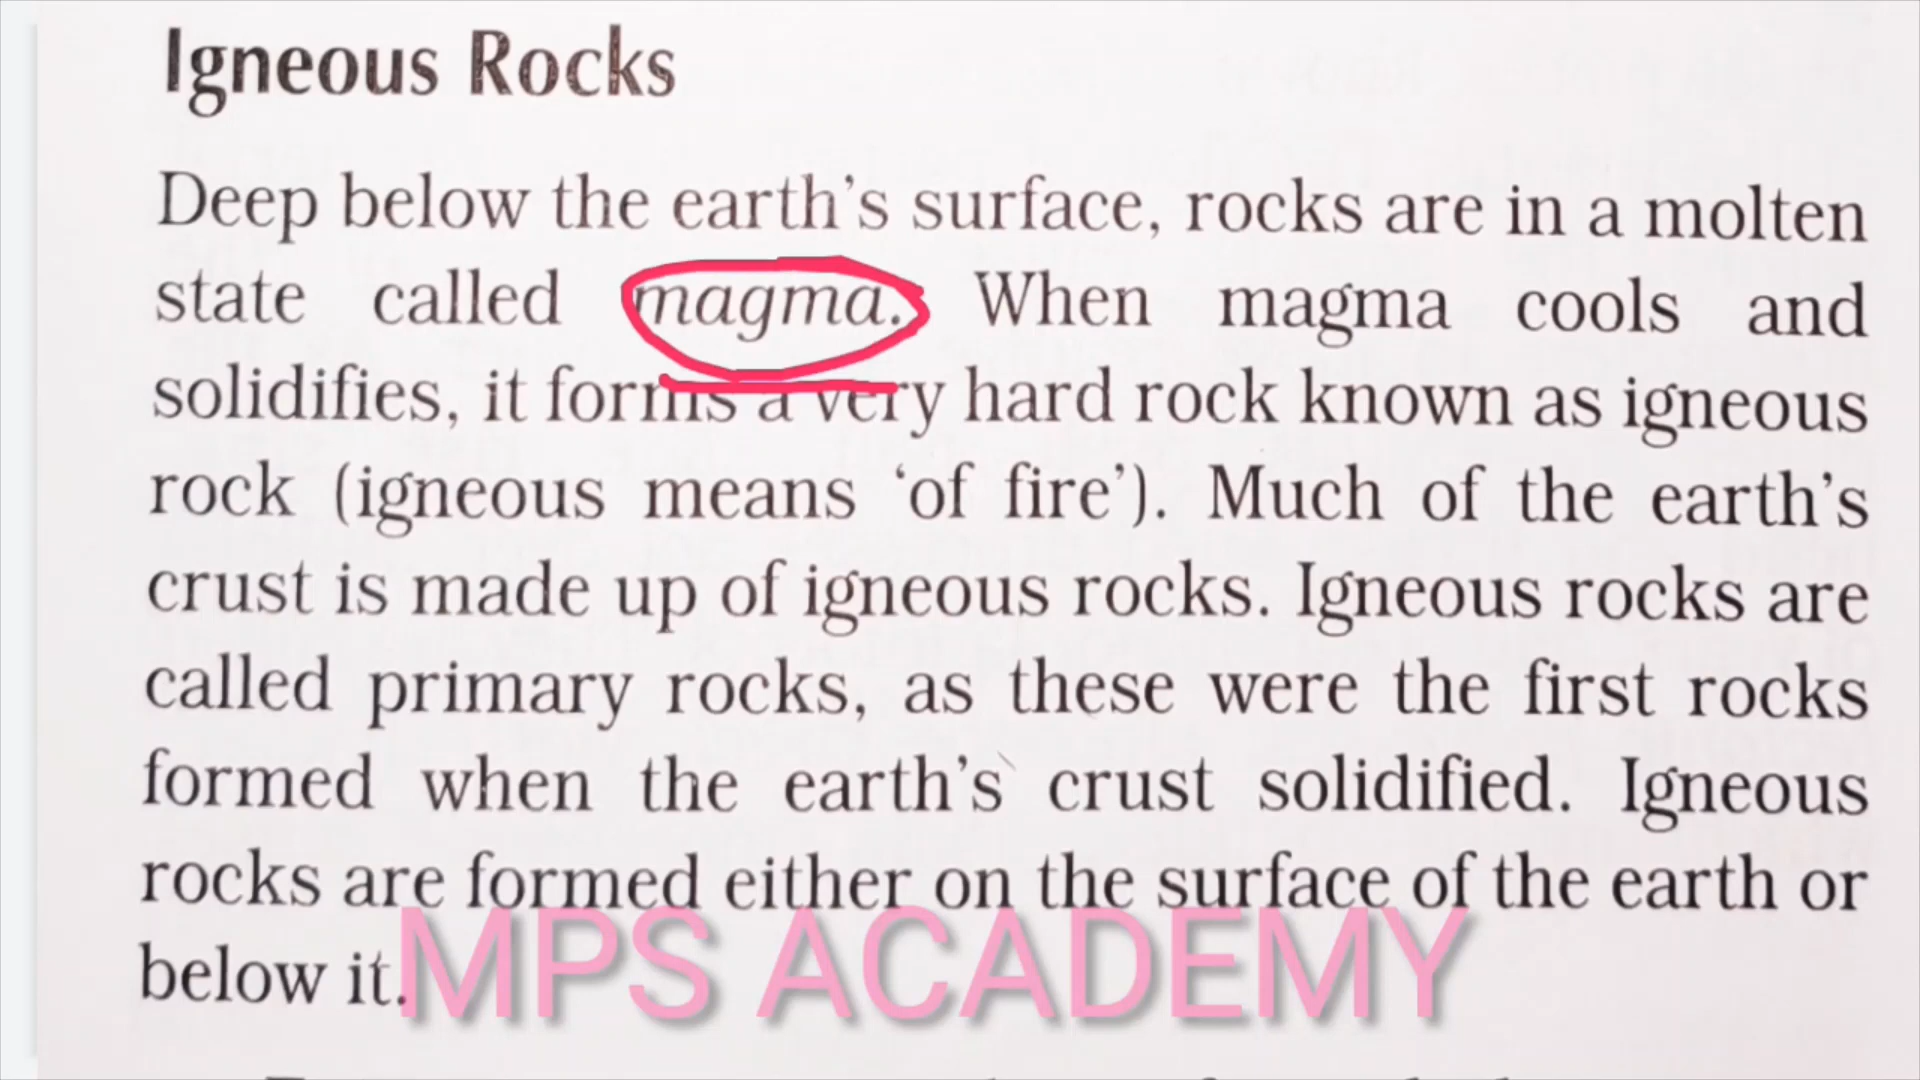 Igneous Rocks
Deep below the earth's surface, rocks are in a molten
state called magma. When magma cools and
solidifies, it forms a very hard rock known as igneous
rock (igneous means ‘of fire’). Much of the earth's
crust is made up of igneous rocks. Igneous rocks are
called primary rocks, as these were the first rocks
formed when the earth's crust solidified. Igneous
rocks are formed either on the surface of the earth or
below it.
MPS ACADEMY